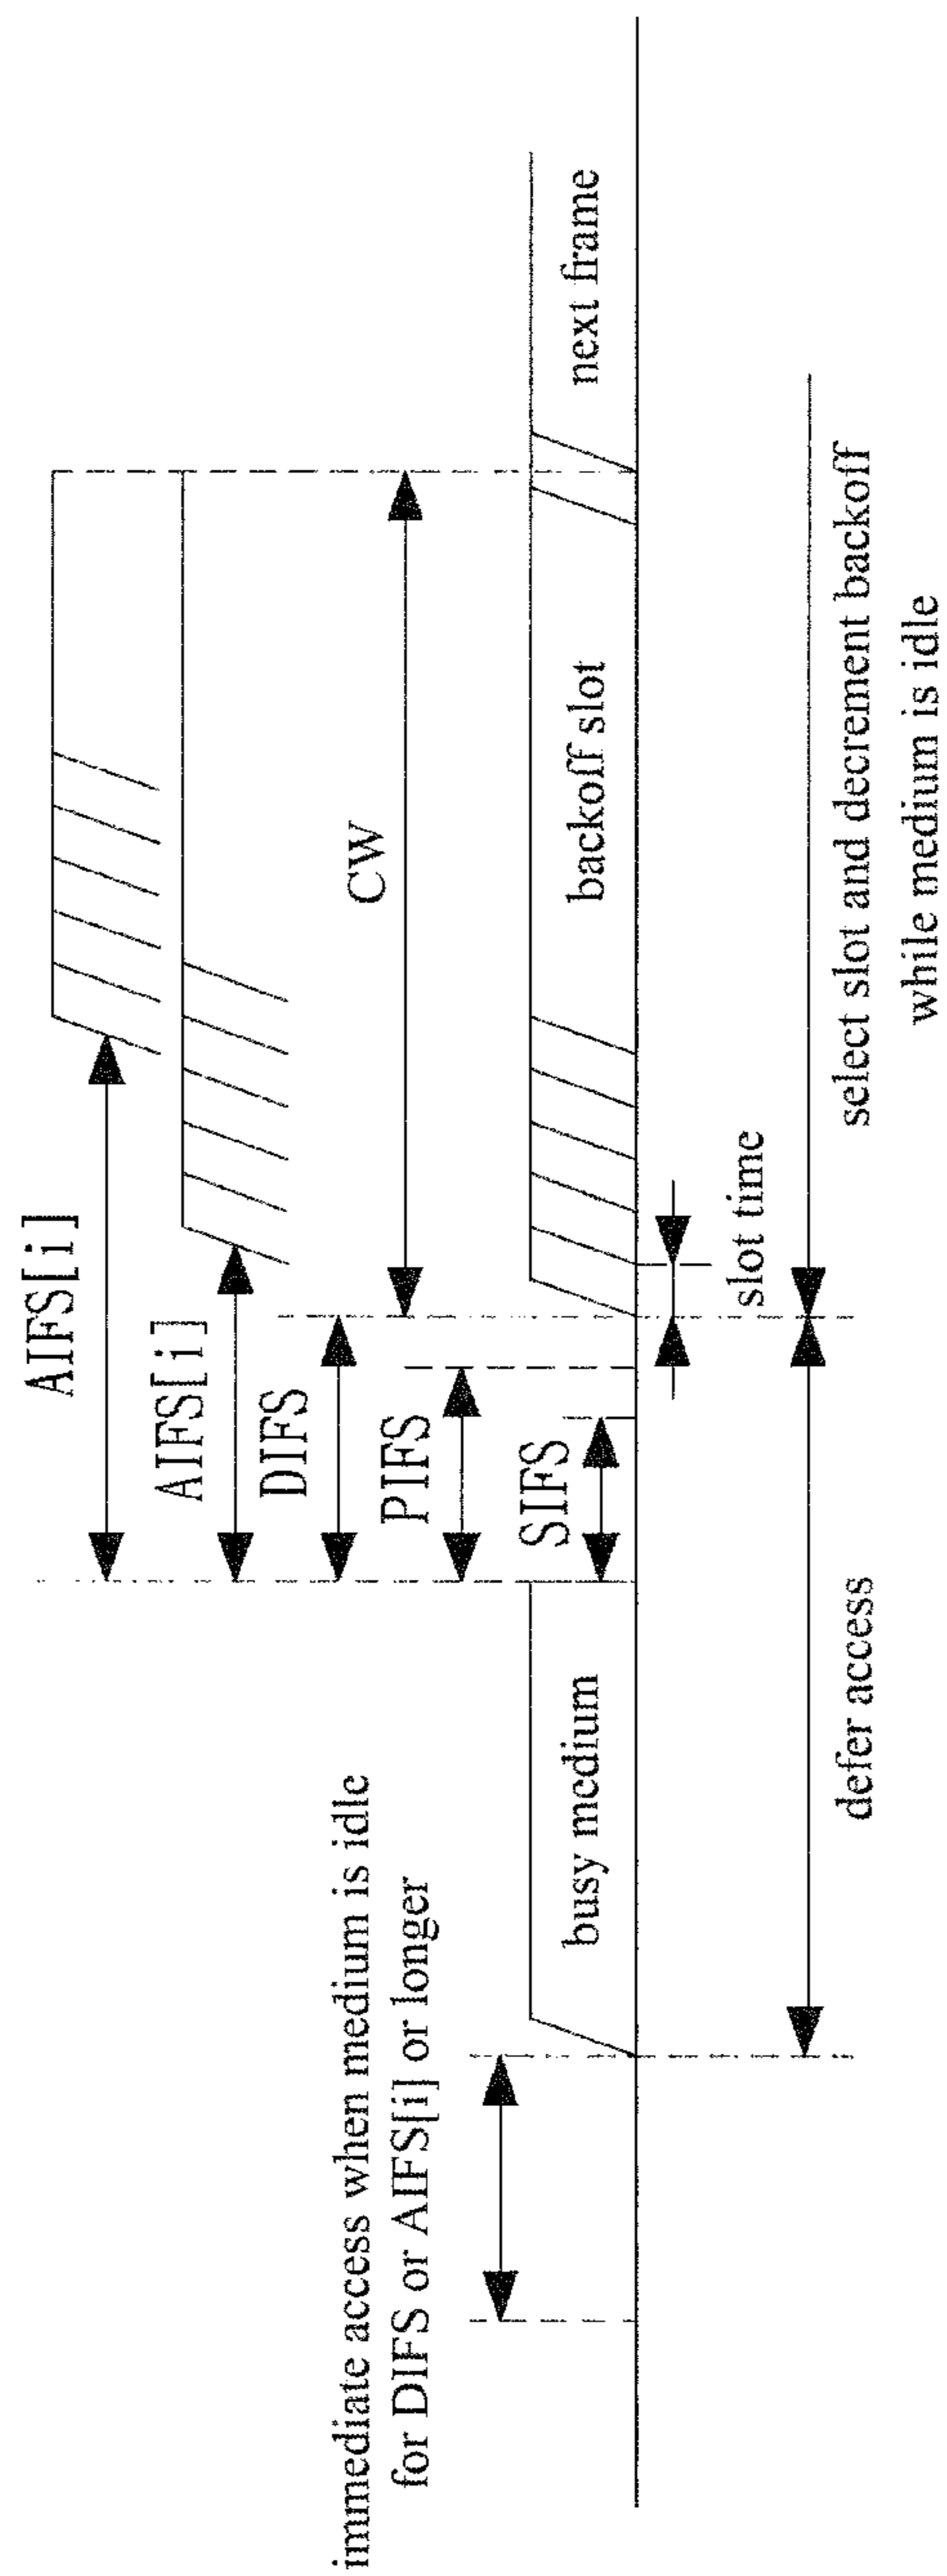 immediate access when medium is idle
for DIFS or AIFS[i] or longer
AIFS[i]
AIFS[i]
DIFS
PIFS
SIFS
CW
busy medium
backoff slot
next frame
slot time
defer access
select slot and decrement backoff
while medium is idle